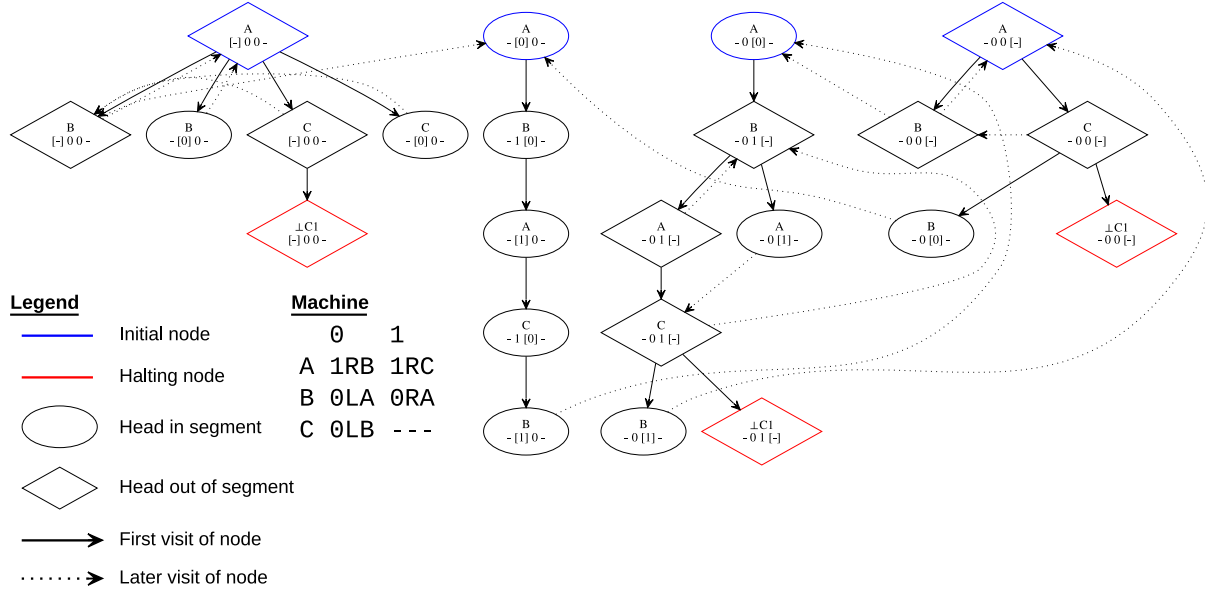 A
[-] 0 0 -
A
- [0] 0 -
A
- 0 [0] -
A
- 0 0 [-]
B
[-] 0 0 -
B
- [0] 0 -
C
[-] 0 0 -
C
- [0] 0 -
B
- 1 [0] -
B
- 0 1 [-]
B
- 0 0 [-]
C
- 0 0 [-]
⊥C1
[-] 0 0 -
A
- [1] 0 -
A
- 0 1 [-]
A
- 0 [1] -
B
- 0 [0] -
⊥C1
- 0 0 [-]
C
- 1 [0] -
C
- 0 1 [-]
B
- [1] 0 -
B
- 0 [1] -
⊥C1
- 0 1 [-]
Legend
Initial node
Halting node
Head in segment
Head out of segment
First visit of node
Later visit of node
Machine
0 1
A 1RB 1RC
B 0LA 0RA
C 0LB ---